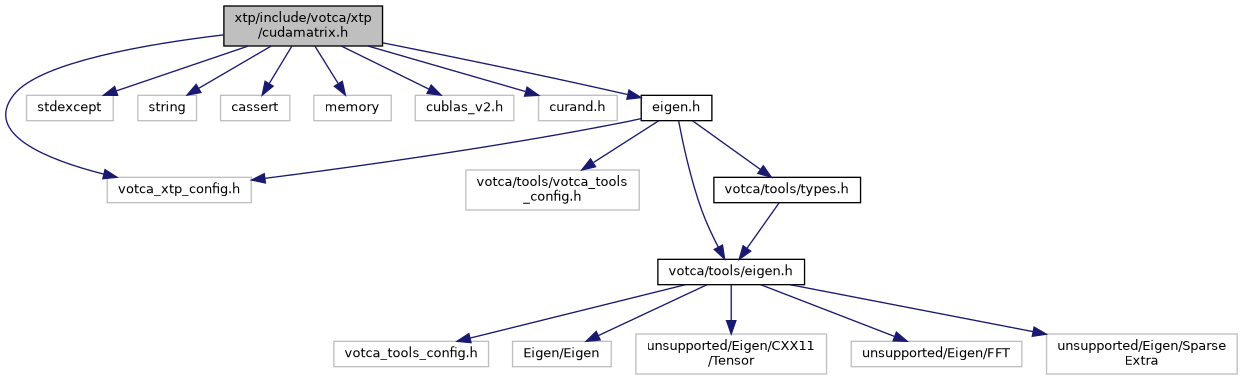 xtp/include/votca/xtp
/cudamatrix.h
stdexcept
string
cassert
memory
cublas_v2.h
curand.h
eigen.h
votca_xtp_config.h
votca/tools/votca_tools
_config.h
votca/tools/types.h
votca/tools/eigen.h
votca_tools_config.h
Eigen/Eigen
unsupported/Eigen/CXX11
/Tensor
unsupported/Eigen/FFT
unsupported/Eigen/Sparse
Extra